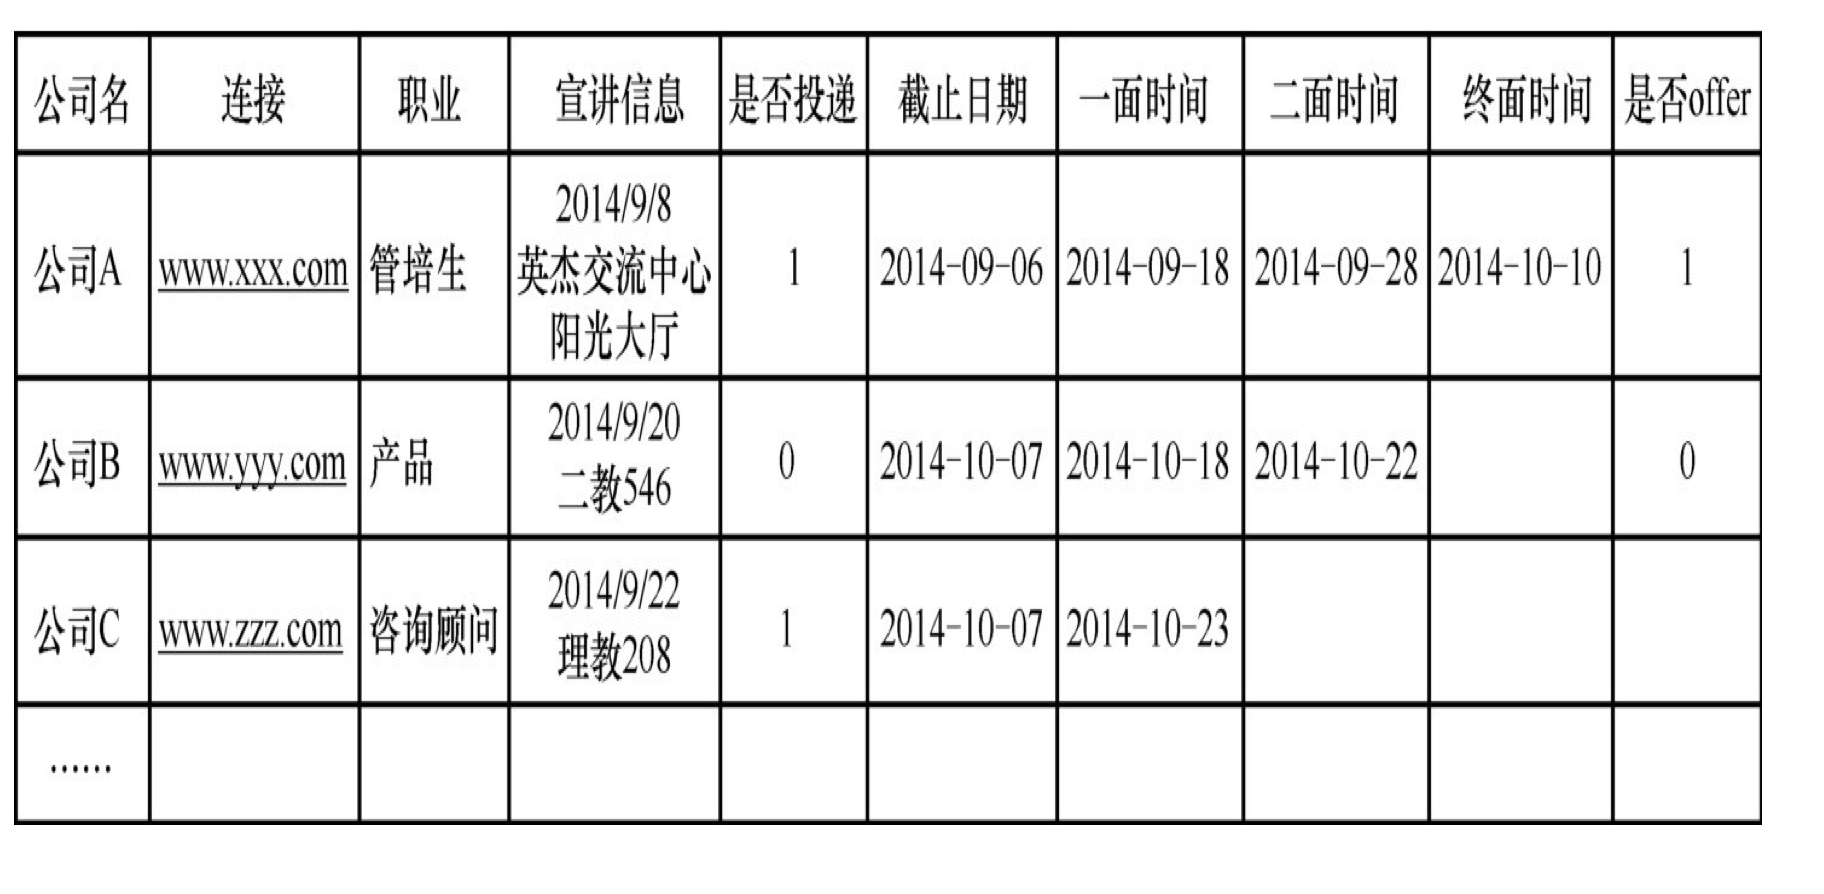 公司名 连接 职业 宣讲信息 是否投递 截止日期 一面时间 二面时间 终面时间 是否offer
公司A www.xxx.com 管培生 2014/9/8 英杰交流中心 阳光大厅 1 2014-09-06 2014-09-18 2014-09-28 2014-10-10 1
公司B www.yyy.com 产品 2014/9/20 二教546 0 2014-10-07 2014-10-18 2014-10-22 0
公司C www.zzz.com 咨询顾问 2014/9/22 理教208 1 2014-10-07 2014-10-23
……